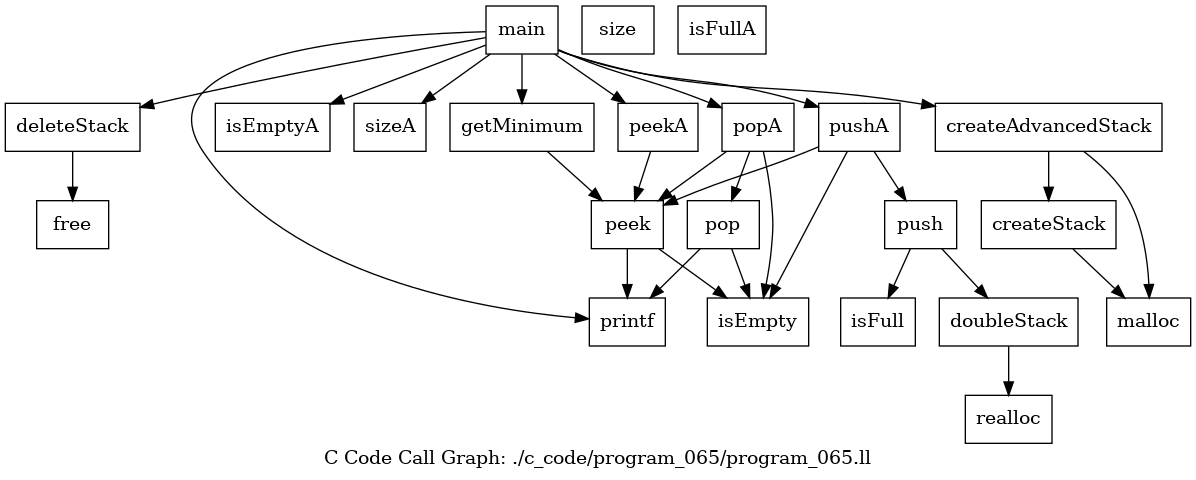 main
size
isFullA
deleteStack
isEmptyA
sizeA
getMinimum
peekA
popA
pushA
createAdvancedStack
free
peek
pop
push
createStack
printf
isEmpty
isFull
doubleStack
malloc
realloc
C Code Call Graph: ./c_code/program_065/program_065.ll